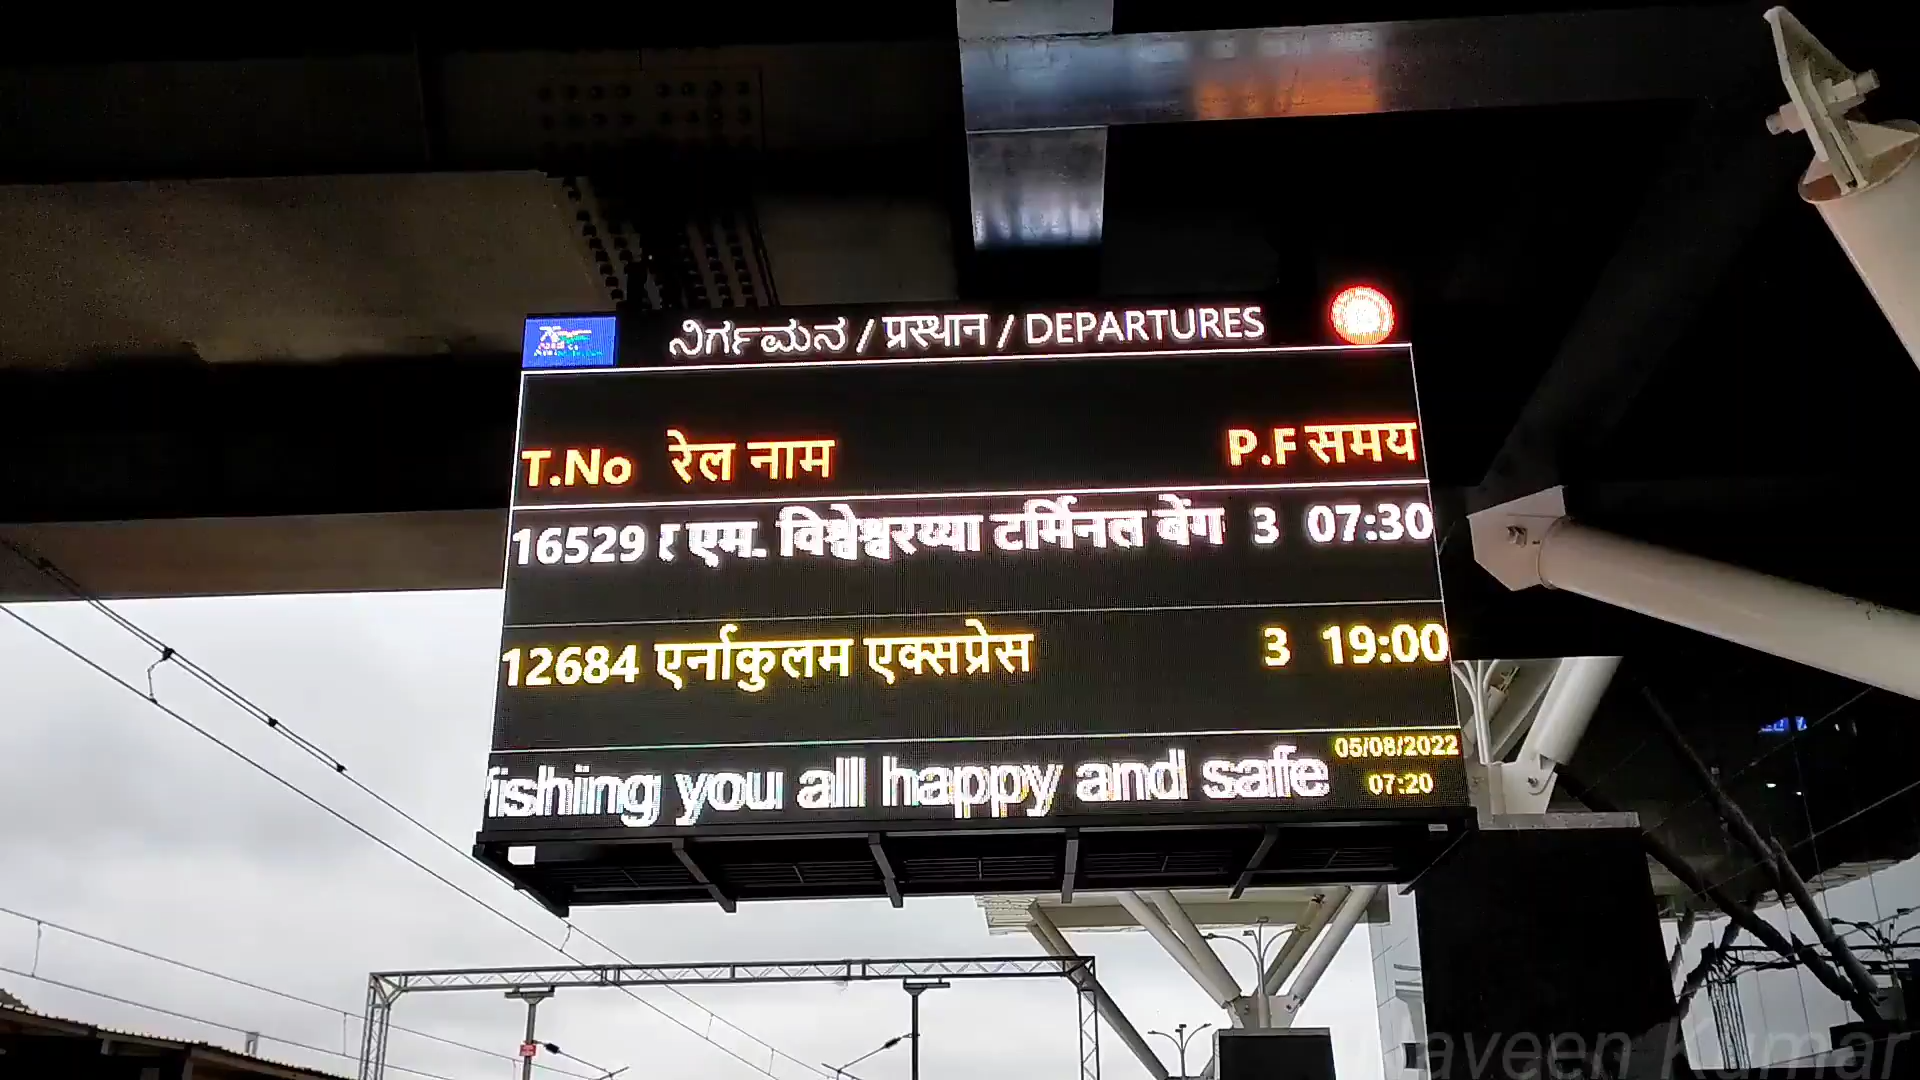 ನಿರ್ಗಮನ / प्रस्थान / DEPARTURES
T.No रेल नाम P.F समय
16529 एम. विश्वेश्वरय्या टर्मिनल बेंग 3 07:30
12684 एर्नाकुलम एक्सप्रेस 3 19:00
ishing you all happy and safe
05/08/2022
07:20
aveen Kumar